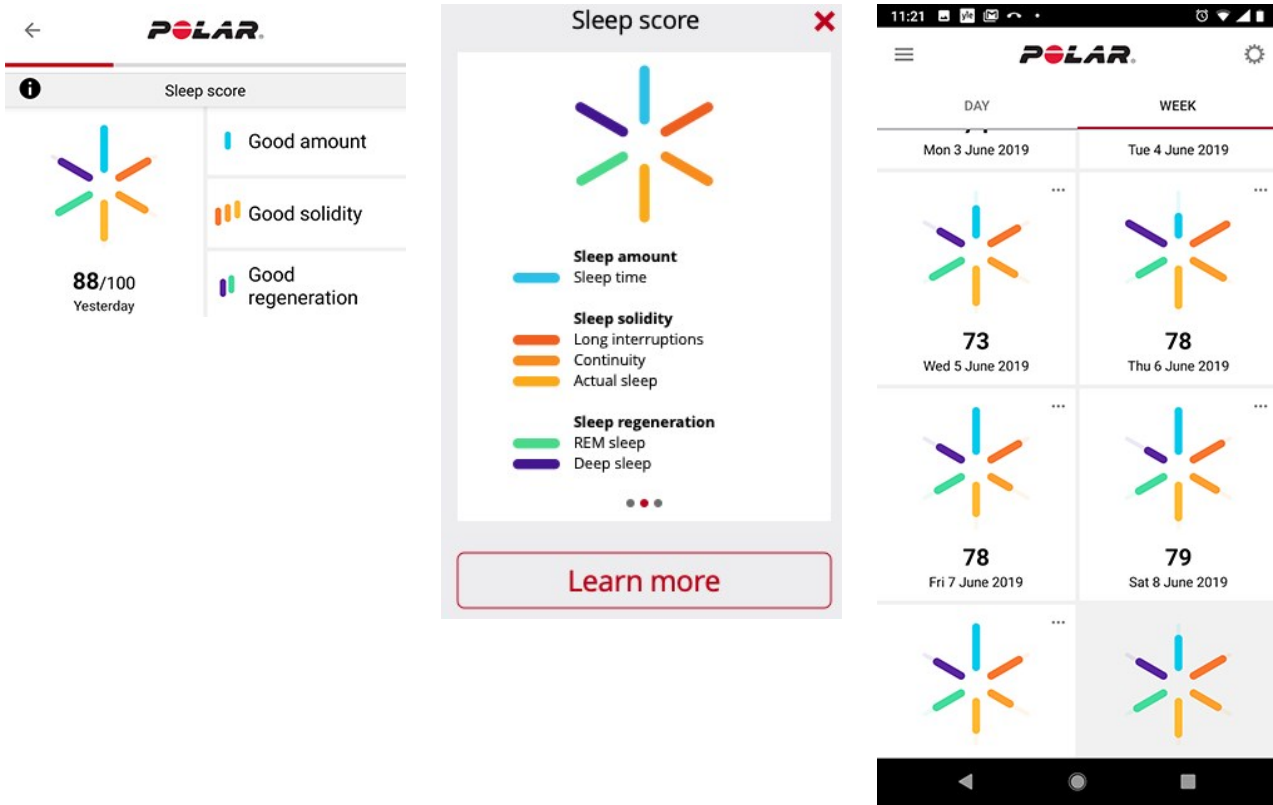 POLAR
Sleep score
Good amount
Good solidity
Good
regeneration
88/100
Yesterday
Sleep score
Sleep amount
Sleep time
Sleep solidity
Long interruptions
Continuity
Actual sleep
Sleep regeneration
REM sleep
Deep sleep
Learn more
11:21 yle
POLAR
DAY WEEK
Mon 3 June 2019 Tue 4 June 2019
73 78
Wed 5 June 2019 Thu 6 June 2019
78 79
Fri 7 June 2019 Sat 8 June 2019